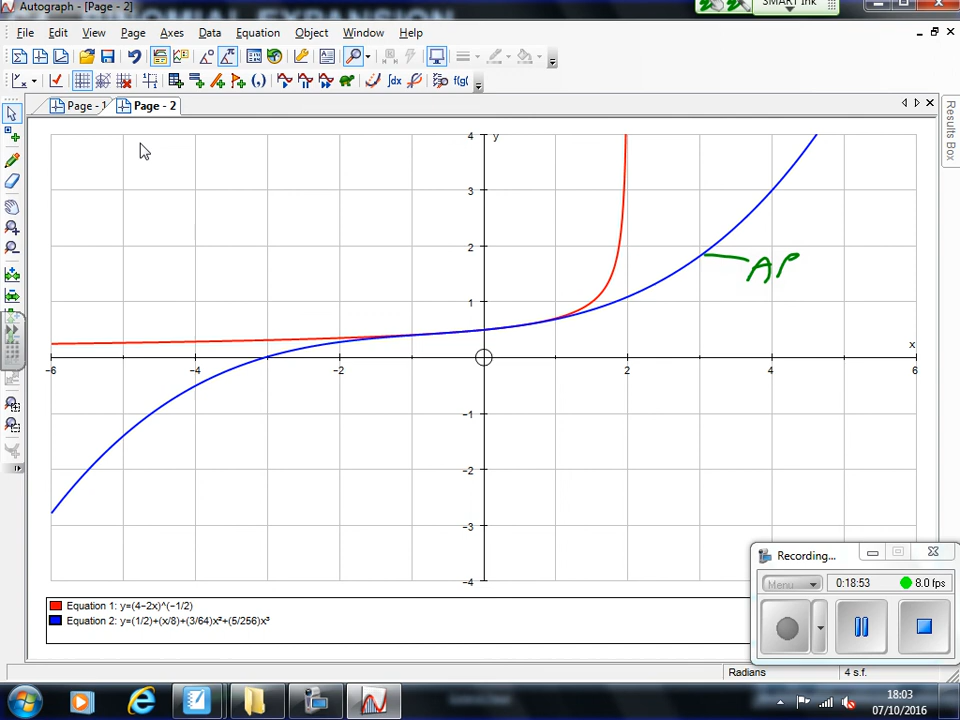 Autograph - [Page - 2]
SMART Ink
File Edit View Page Axes Data Equation Object Window Help
Page - 1 Page - 2
Results Box
4 y
3
2
AP
1
x
-6 -4 -2 2 4 6
-1
-2
-3
-4
Recording...
Menu 0:18:53 8.0 fps
Equation 1: y=(4-2x)^(-1/2)
Equation 2: y=(1/2)+(x/8)+(3/64)x²+(5/256)x³
Radians 4 s.f.
18:03
07/10/2016